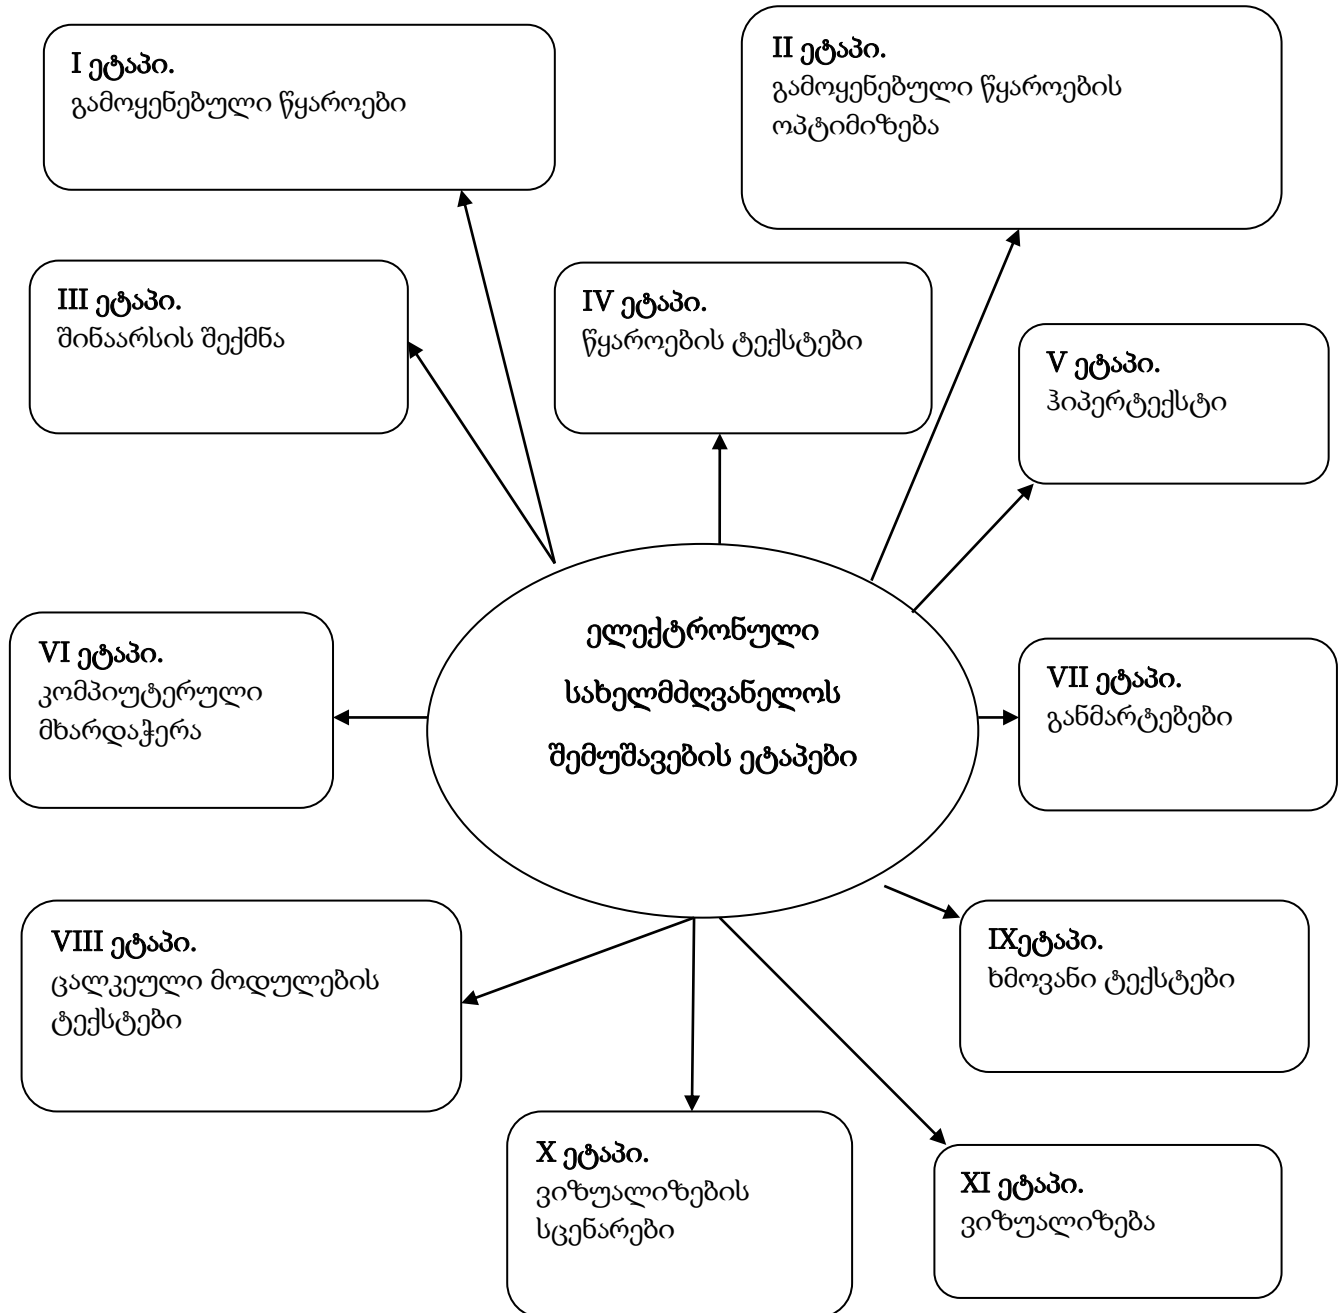 I ეტაპი.
გამოყენებული წყაროები
II ეტაპი.
გამოყენებული წყაროების
ოპტიმიზება
III ეტაპი.
შინაარსის შექმნა
IV ეტაპი.
წყაროების ტექსტები
V ეტაპი.
ჰიპერტექსტი
ელექტრონული
სახელმძღვანელოს
შემუშავების ეტაპები
VI ეტაპი.
კომპიუტერული
მხარდაჭერა
VII ეტაპი.
განმარტებები
VIII ეტაპი.
ცალკეული მოდულების
ტექსტები
IXეტაპი.
ხმოვანი ტექსტები
X ეტაპი.
ვიზუალიზების
სცენარები
XI ეტაპი.
ვიზუალიზება